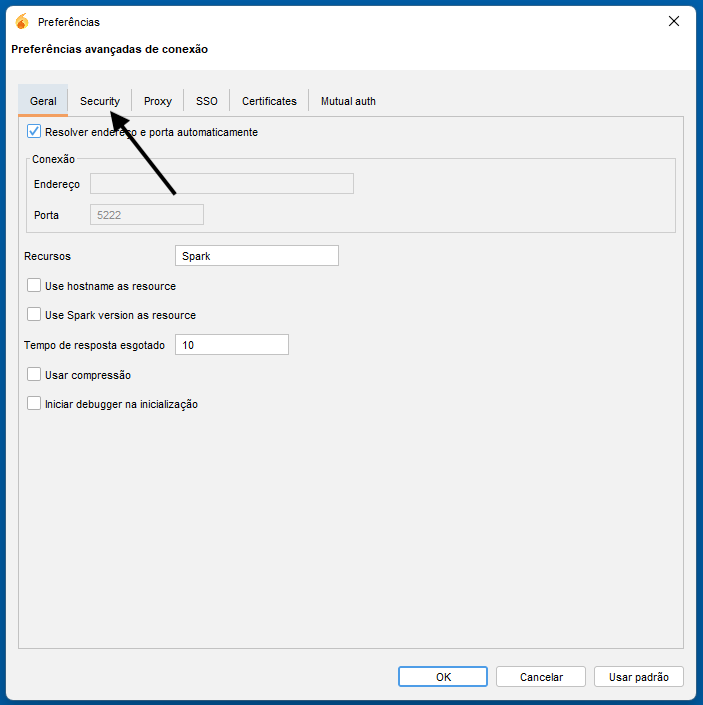 Preferências
Preferências avançadas de conexão
Geral Security Proxy SSO Certificates Mutual auth
Resolver endereço e porta automaticamente
Conexão
Endereço
Porta 5222
Recursos Spark
Use hostname as resource
Use Spark version as resource
Tempo de resposta esgotado 10
Usar compressão
Iniciar debugger na inicialização
OK Cancelar Usar padrão